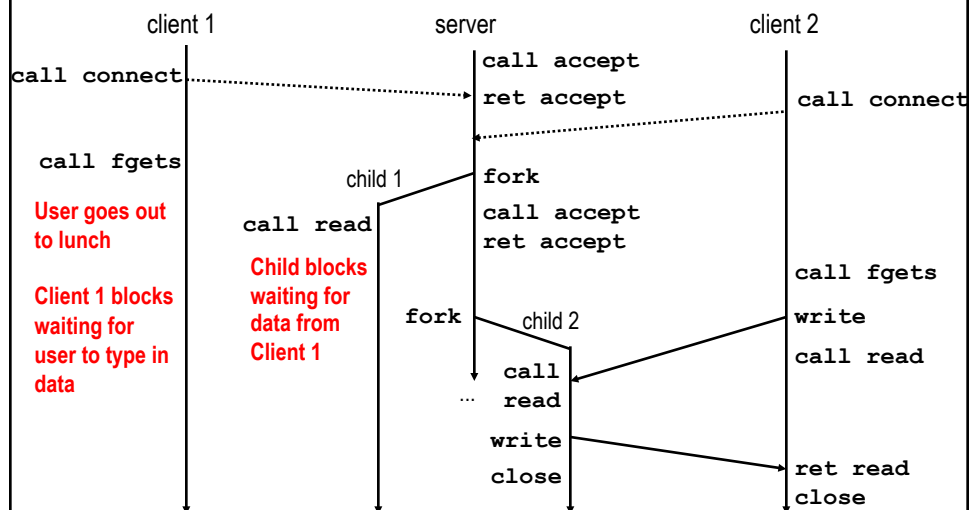 client 1
server
client 2
call accept
call connect
ret accept
call connect
call fgets
child 1
fork
User goes out
to lunch
call read
call accept
ret accept
Child blocks
waiting for
data from
Client 1
call fgets
Client 1 blocks
waiting for
user to type in
data
fork
child 2
write
call read
call
read
...
write
close
ret read
close